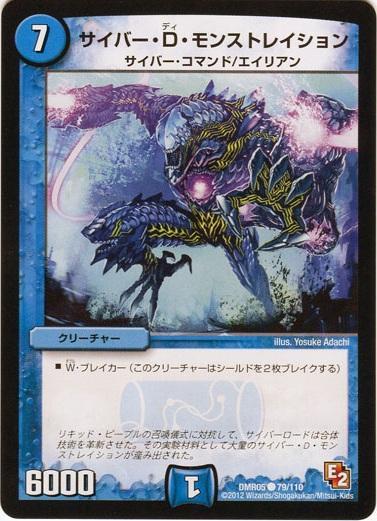 7
サイバー・D・モンストレイション
ディ
サイバー・コマンド/エイリアン
illus. Yosuke Adachi
クリーチャー
■W・ブレイカー(このクリーチャーはシールドを2枚ブレイクする)
リキッド・ピープルの召喚儀式に対抗して、サイバーロードは合体
技術を革新させた。その実験材料として大量のサイバー・D・モン
ストレイションが産み出された。
6000
1
DMR05 79/110
©2012 Wizards/Shogakukan/Mitsui-Kids
E2